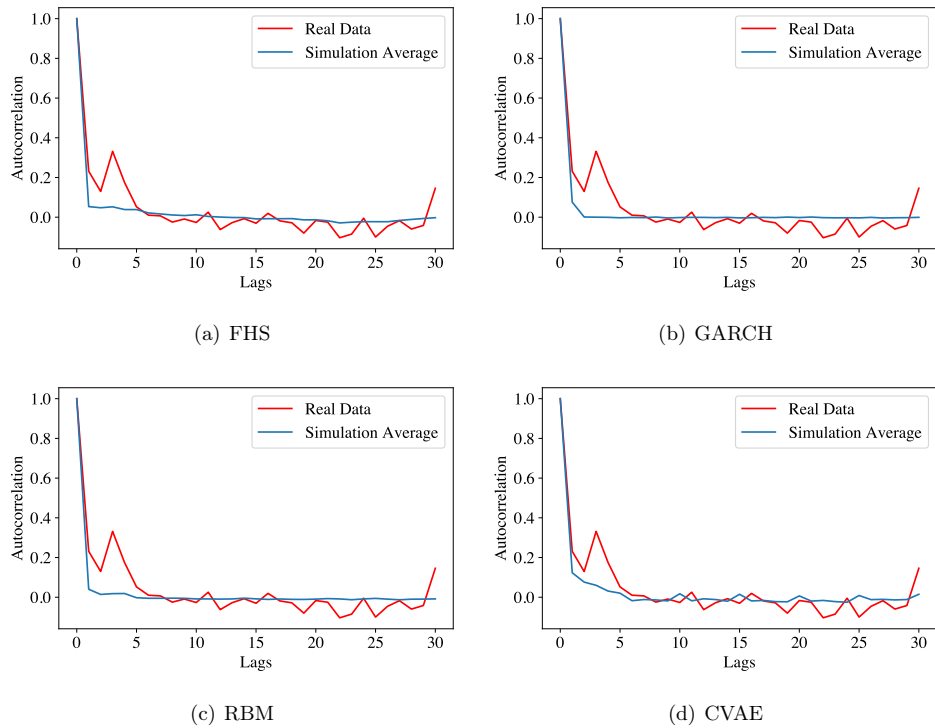 1.0
0.8
0.6
0.4
0.2
0.0
Autocorrelation
Real Data
Simulation Average
0 5 10 15 20 25 30
Lags
(a) FHS
1.0
0.8
0.6
0.4
0.2
0.0
Autocorrelation
Real Data
Simulation Average
0 5 10 15 20 25 30
Lags
(b) GARCH
1.0
0.8
0.6
0.4
0.2
0.0
Autocorrelation
Real Data
Simulation Average
0 5 10 15 20 25 30
Lags
(c) RBM
1.0
0.8
0.6
0.4
0.2
0.0
Autocorrelation
Real Data
Simulation Average
0 5 10 15 20 25 30
Lags
(d) CVAE